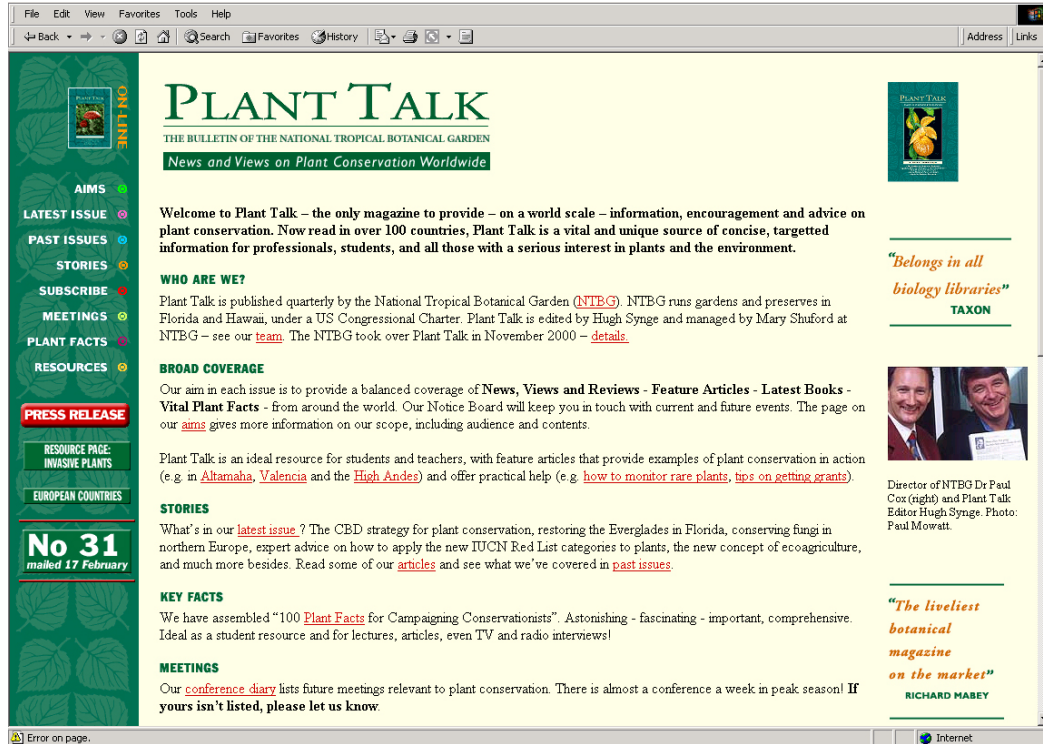 File Edit View Favorites Tools Help
Back Search Favorites History Address Links
ON-LINE
PLANT TALK
AIMS
LATEST ISSUE
PAST ISSUES
STORIES
SUBSCRIBE
MEETINGS
PLANT FACTS
RESOURCES
PRESS RELEASE
RESOURCE PAGE:
INVASIVE PLANTS
EUROPEAN COUNTRIES
No 31
mailed 17 February
PLANT TALK
THE BULLETIN OF THE NATIONAL TROPICAL BOTANICAL GARDEN
News and Views on Plant Conservation Worldwide
Welcome to Plant Talk – the only magazine to provide – on a world scale – information, encouragement and advice on
plant conservation. Now read in over 100 countries, Plant Talk is a vital and unique source of concise, targetted
information for professionals, students, and all those with a serious interest in plants and the environment.
WHO ARE WE?
Plant Talk is published quarterly by the National Tropical Botanical Garden (NTBG). NTBG runs gardens and preserves in
Florida and Hawaii, under a US Congressional Charter. Plant Talk is edited by Hugh Synge and managed by Mary Shuford at
NTBG – see our team. The NTBG took over Plant Talk in November 2000 – details.
BROAD COVERAGE
Our aim in each issue is to provide a balanced coverage of News, Views and Reviews - Feature Articles - Latest Books -
Vital Plant Facts - from around the world. Our Notice Board will keep you in touch with current and future events. The page on
our aims gives more information on our scope, including audience and contents.
Plant Talk is an ideal resource for students and teachers, with feature articles that provide examples of plant conservation in action
(e.g. in Altamaha, Valencia and the High Andes) and offer practical help (e.g. how to monitor rare plants, tips on getting grants).
STORIES
What's in our latest issue ? The CBD strategy for plant conservation, restoring the Everglades in Florida, conserving fungi in
northern Europe, expert advice on how to apply the new IUCN Red List categories to plants, the new concept of ecoagriculture,
and much more besides. Read some of our articles and see what we've covered in past issues.
KEY FACTS
We have assembled “100 Plant Facts for Campaigning Conservationists”. Astonishing - fascinating - important, comprehensive.
Ideal as a student resource and for lectures, articles, even TV and radio interviews!
MEETINGS
Our conference diary lists future meetings relevant to plant conservation. There is almost a conference a week in peak season! If
yours isn't listed, please let us know.
PLANT TALK
“Belongs in all
biology libraries”
TAXON
Director of NTBG Dr Paul
Cox (right) and Plant Talk
Editor Hugh Synge. Photo:
Paul Mowatt.
“The liveliest
botanical
magazine
on the market”
RICHARD MABEY
Error on page. Internet